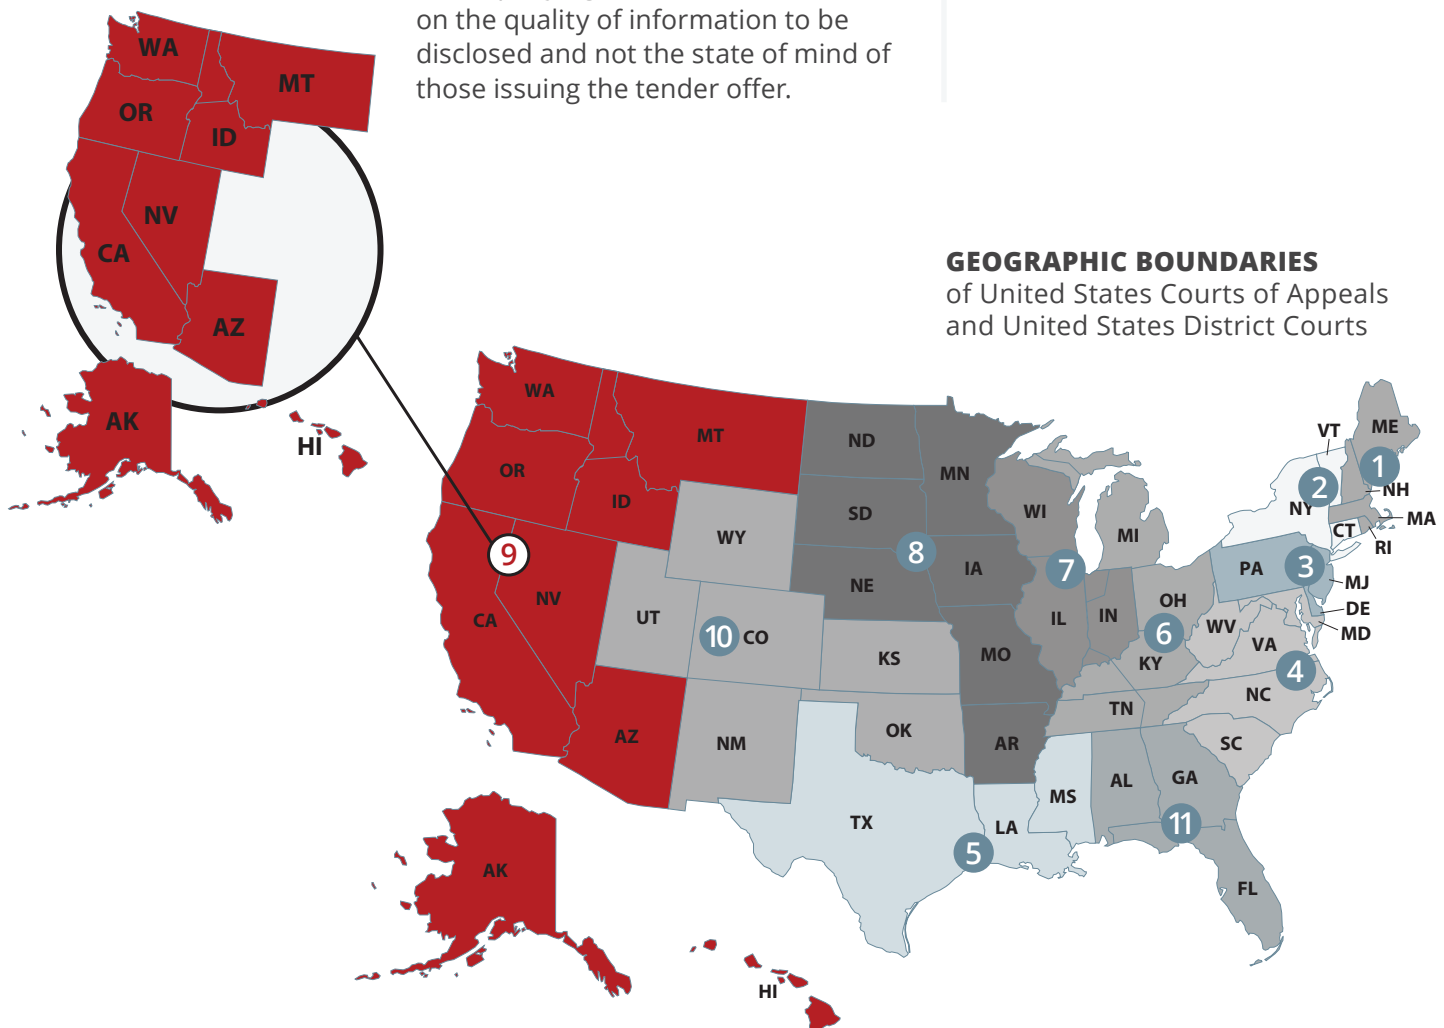 on the quality of information to be
disclosed and not the state of mind of
those issuing the tender offer.
WA
MT
OR
ID
NV
CA
AZ
AK
HI
GEOGRAPHIC BOUNDARIES
of United States Courts of Appeals
and United States District Courts
WA
MT
OR
ID
9
NV
CA
AZ
AK
HI
WY
UT
10 CO
KS
NM
OK
ND
MN
SD
8
NE
IA
MO
AR
WI
7
IL
IN
MI
OH
6
KY
TN
VT
ME
1
2
NH
NY
MA
CT
RI
PA
3
MJ
DE
MD
WV
VA
4
NC
SC
TX
5
LA
MS
AL
GA
11
FL